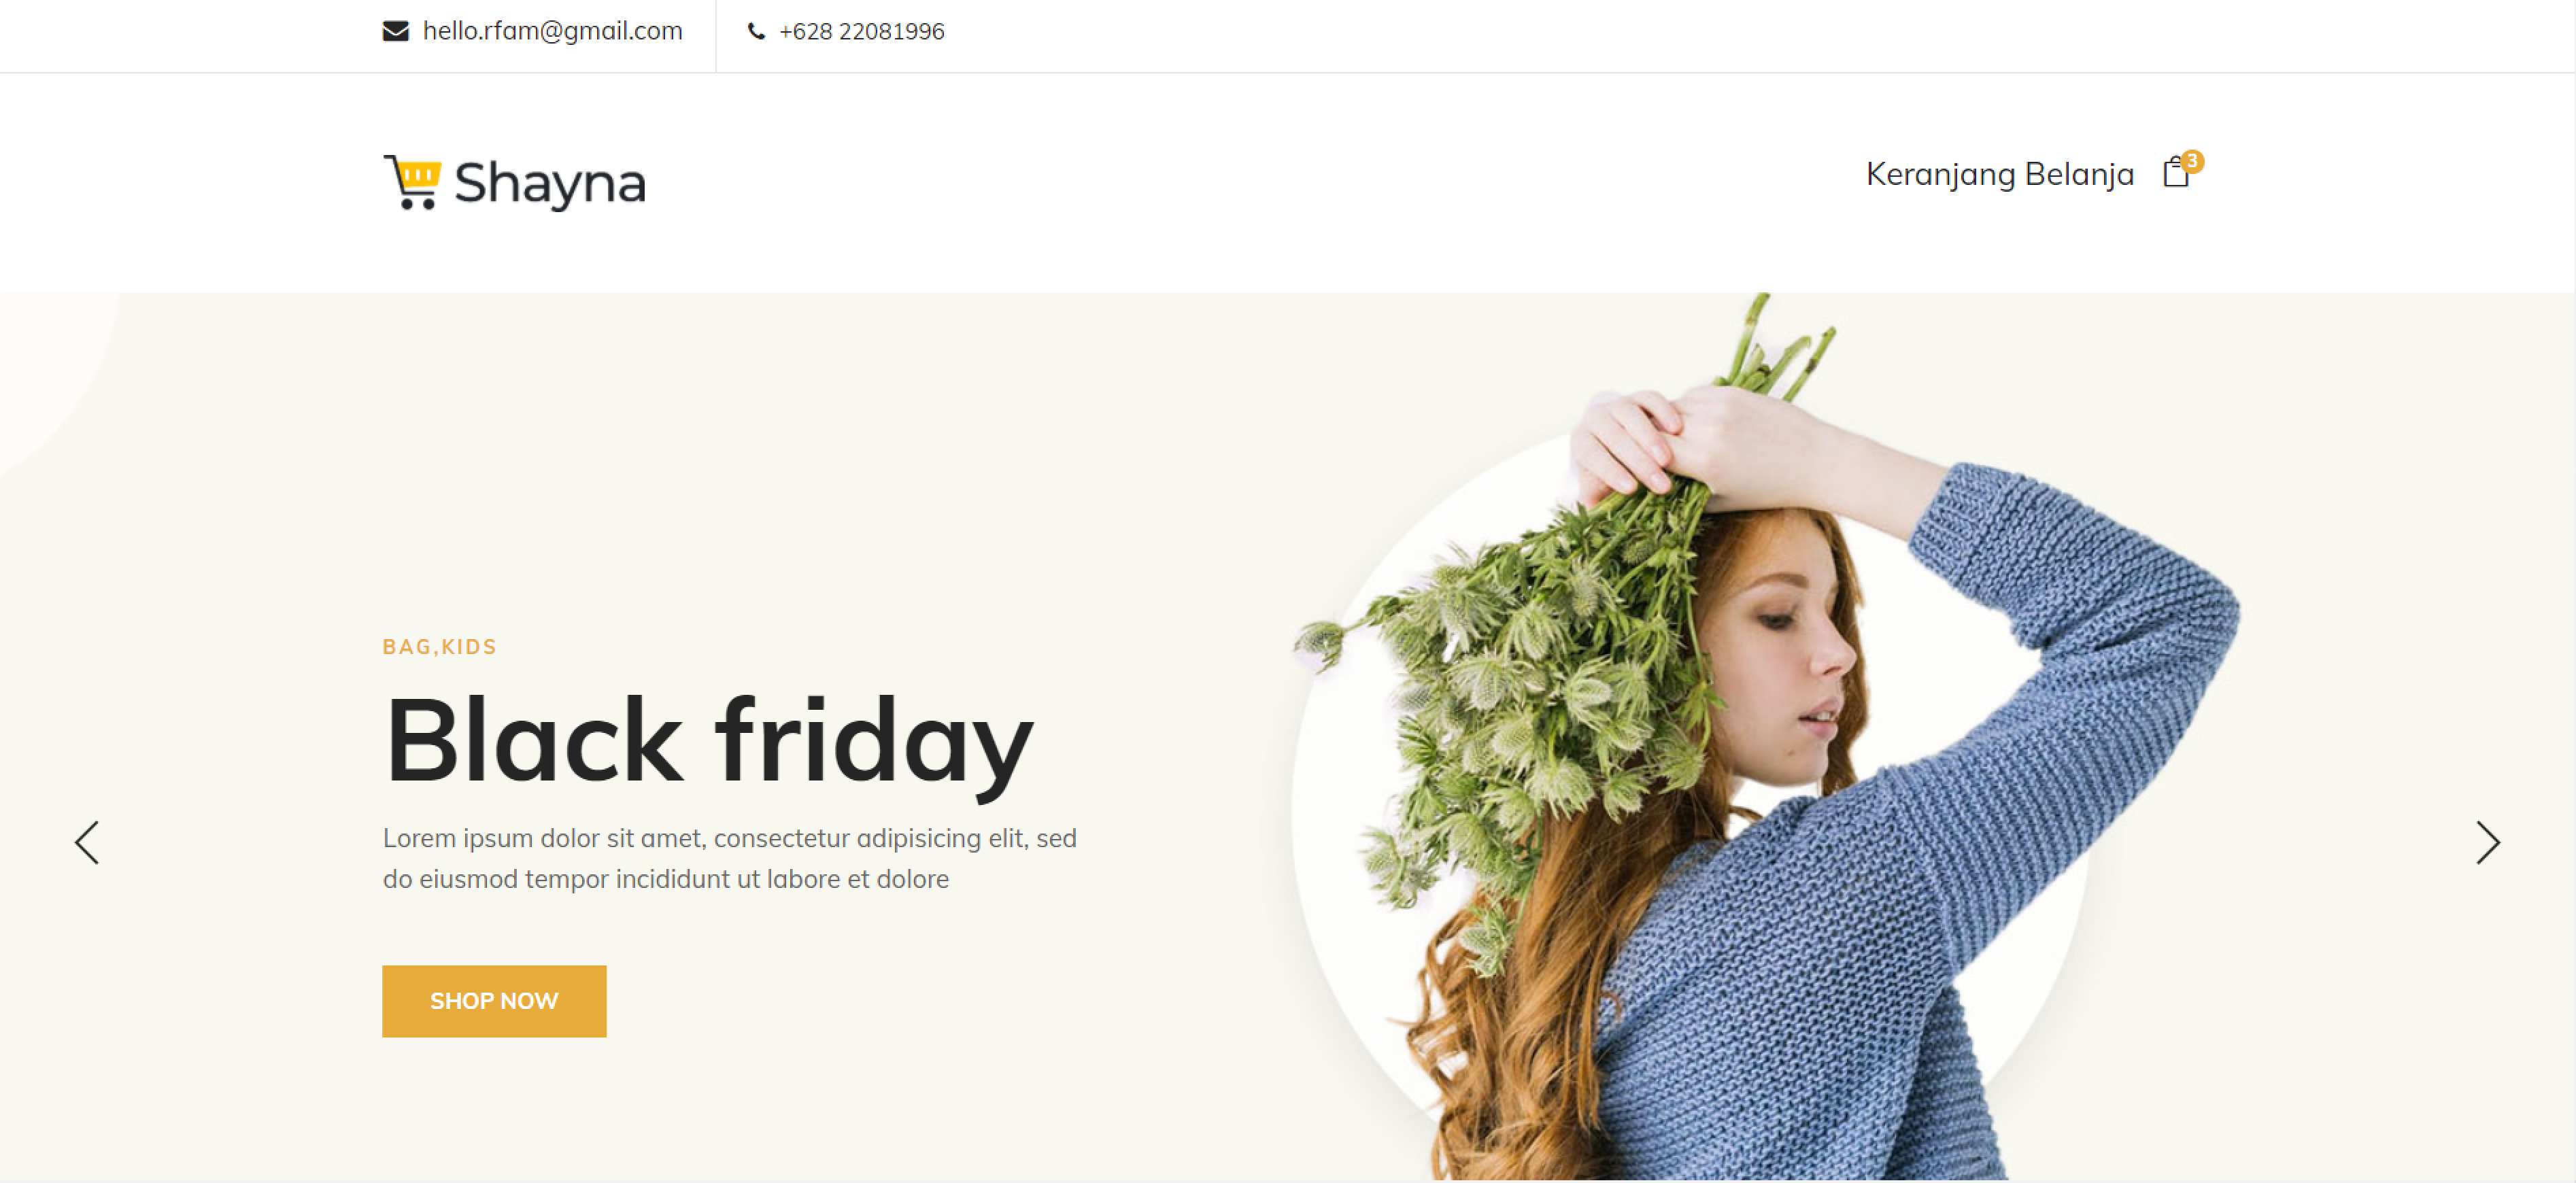 hello.rfam@gmail.com
+628 22081996
Shayna
Keranjang Belanja
3
BAG,KIDS
Black friday
Lorem ipsum dolor sit amet, consectetur adipisicing elit, sed
do eiusmod tempor incididunt ut labore et dolore
SHOP NOW